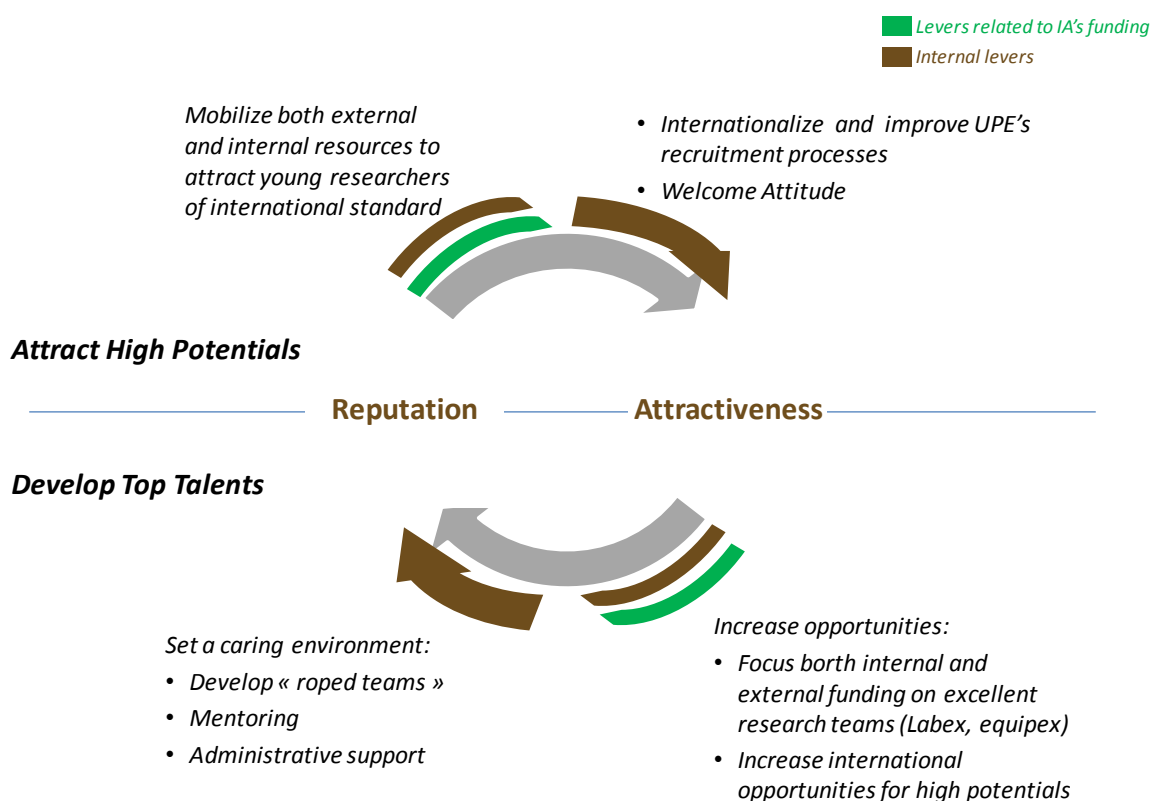 Levers related to IA's funding
Internal levers
Mobilize both external
and internal resources to
attract young researchers
of international standard
• Internationalize and improve UPE's
recruitment processes
• Welcome Attitude
Attract High Potentials
Reputation
Attractiveness
Develop Top Talents
Set a caring environment:
• Develop « roped teams »
• Mentoring
• Administrative support
Increase opportunities:
• Focus borth internal and
external funding on excellent
research teams (Labex, equipex)
• Increase international
opportunities for high potentials